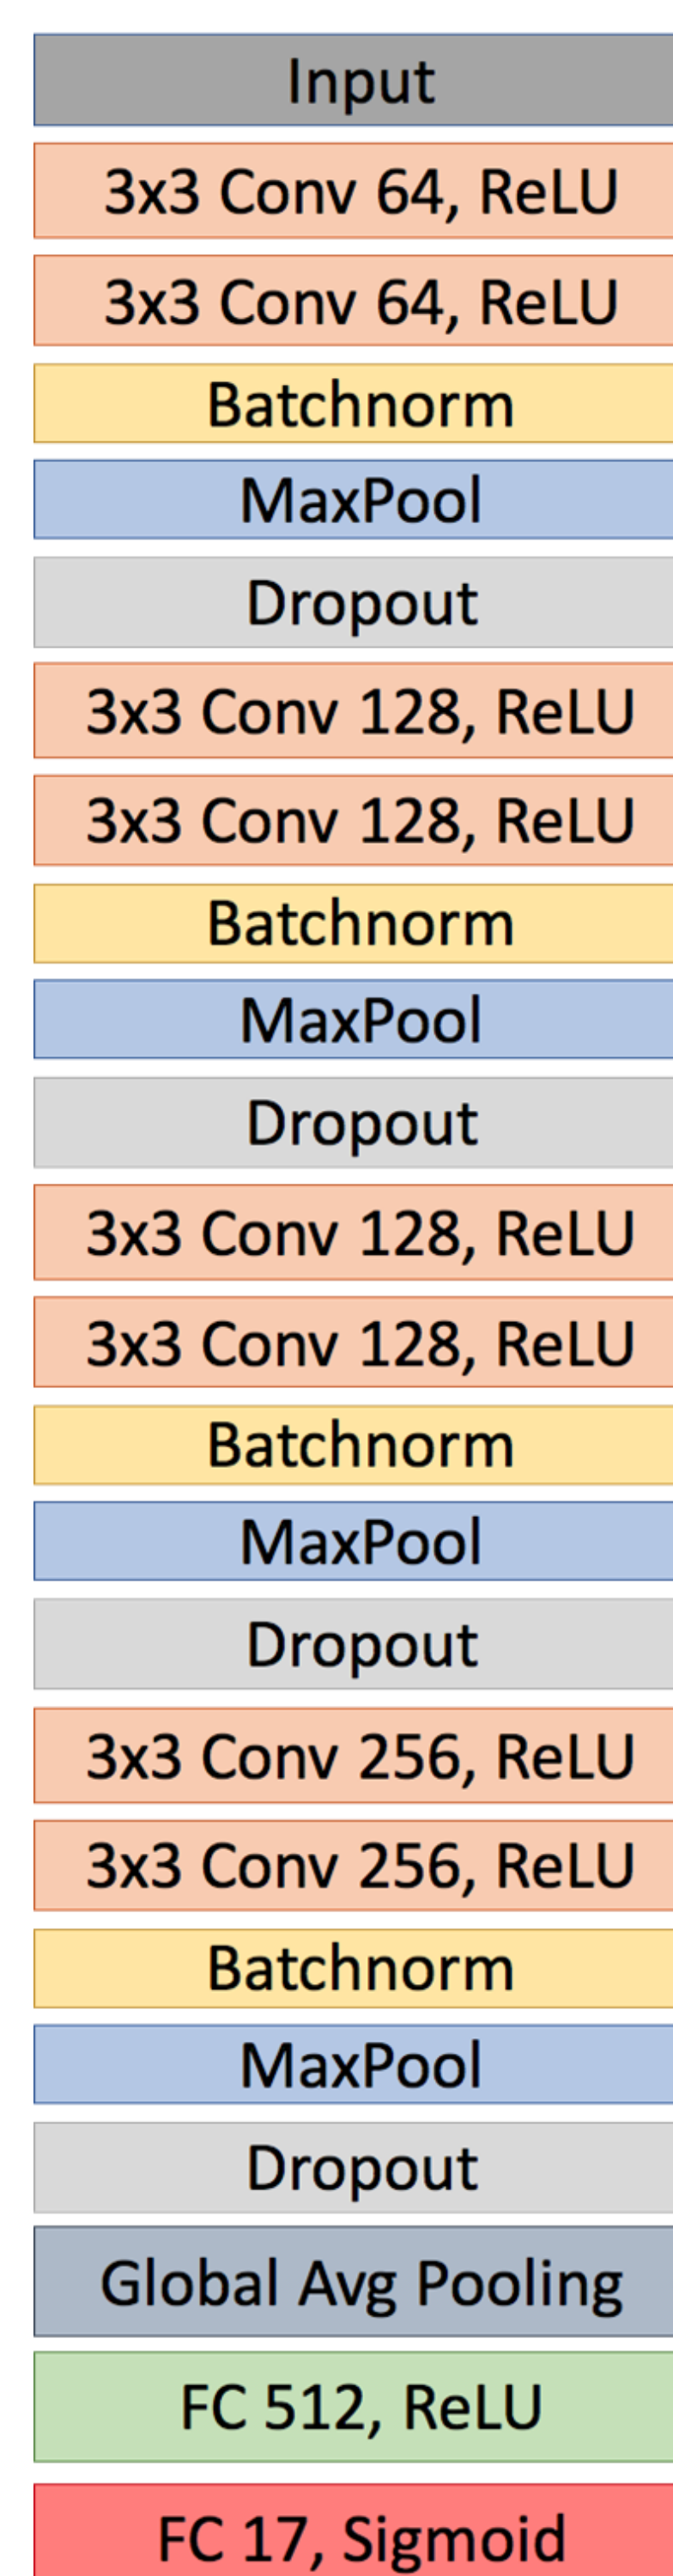 Input
3x3 Conv 64, ReLU
3x3 Conv 64, ReLU
Batchnorm
MaxPool
Dropout
3x3 Conv 128, ReLU
3x3 Conv 128, ReLU
Batchnorm
MaxPool
Dropout
3x3 Conv 128, ReLU
3x3 Conv 128, ReLU
Batchnorm
MaxPool
Dropout
3x3 Conv 256, ReLU
3x3 Conv 256, ReLU
Batchnorm
MaxPool
Dropout
Global Avg Pooling
FC 512, ReLU
FC 17, Sigmoid